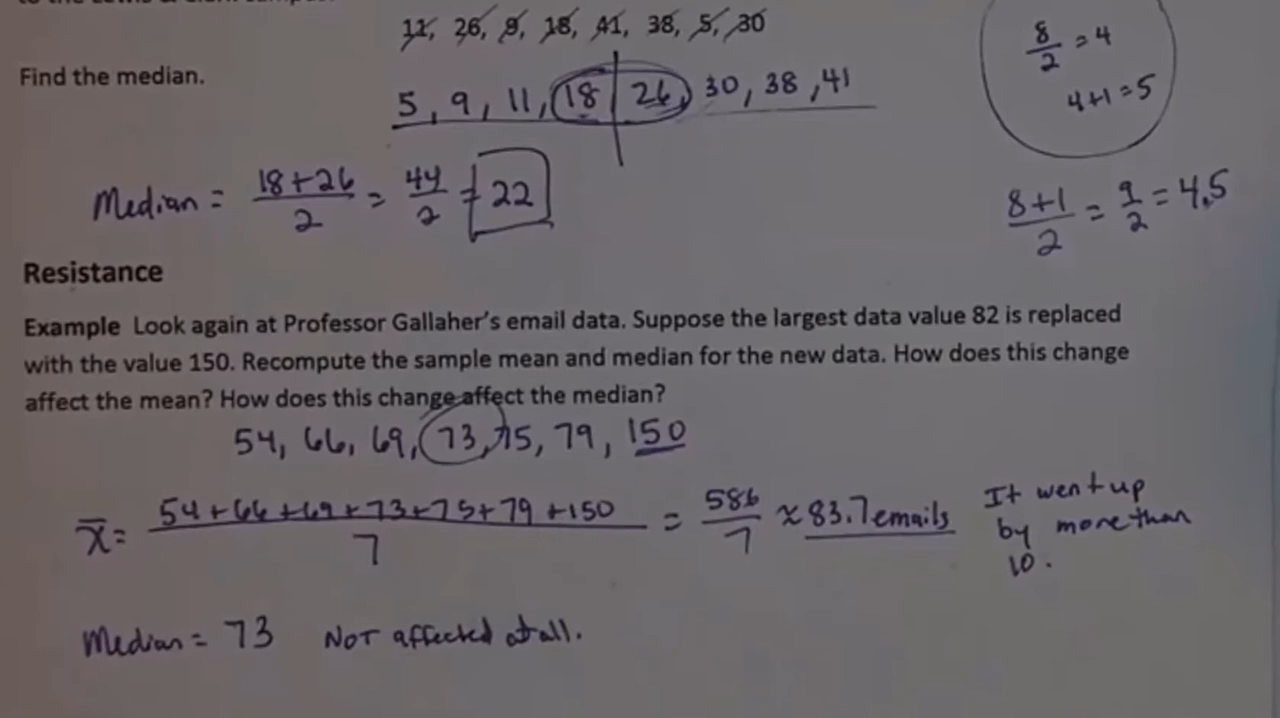 11, 26, 9, 18, 41, 38, 5, 30
8/2 = 4
4+1=5
Find the median.
5, 9, 11, 18 | 26, 30, 38, 41
Median = 18+26/2 = 44/2 = 22
8+1/2 = 9/2 = 4.5
Resistance
Example Look again at Professor Gallaher's email data. Suppose the largest data value 82 is replaced
with the value 150. Recompute the sample mean and median for the new data. How does this change
affect the mean? How does this change affect the median?
54, 66, 69, 73, 75, 79, 150
x̄ = 54+66+69+73+75+79+150/7 = 586/7 ≈ 83.7 emails
It went up
by more than
10.
Median = 73 NOT affected at all.